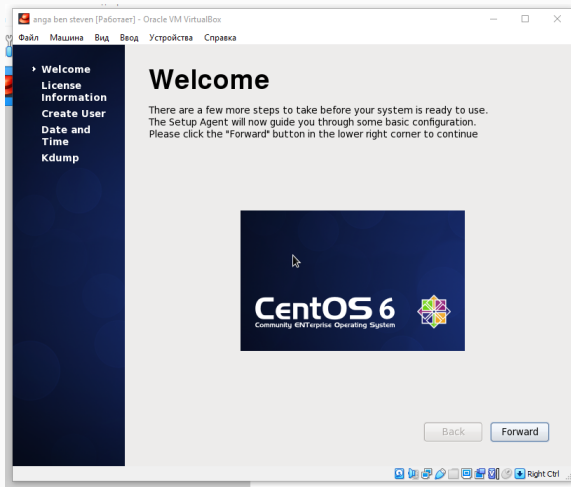 anga ben steven [Работает] - Oracle VM VirtualBox
Файл Машина Вид Ввод Устройства Справка
Welcome
License
Information
Create User
Date and
Time
Kdump
Welcome
There are a few more steps to take before your system is ready to use.
The Setup Agent will now guide you through some basic configuration.
Please click the "Forward" button in the lower right corner to continue
CentOS 6
Community ENTerprise Operating System
Back Forward
Right Ctrl